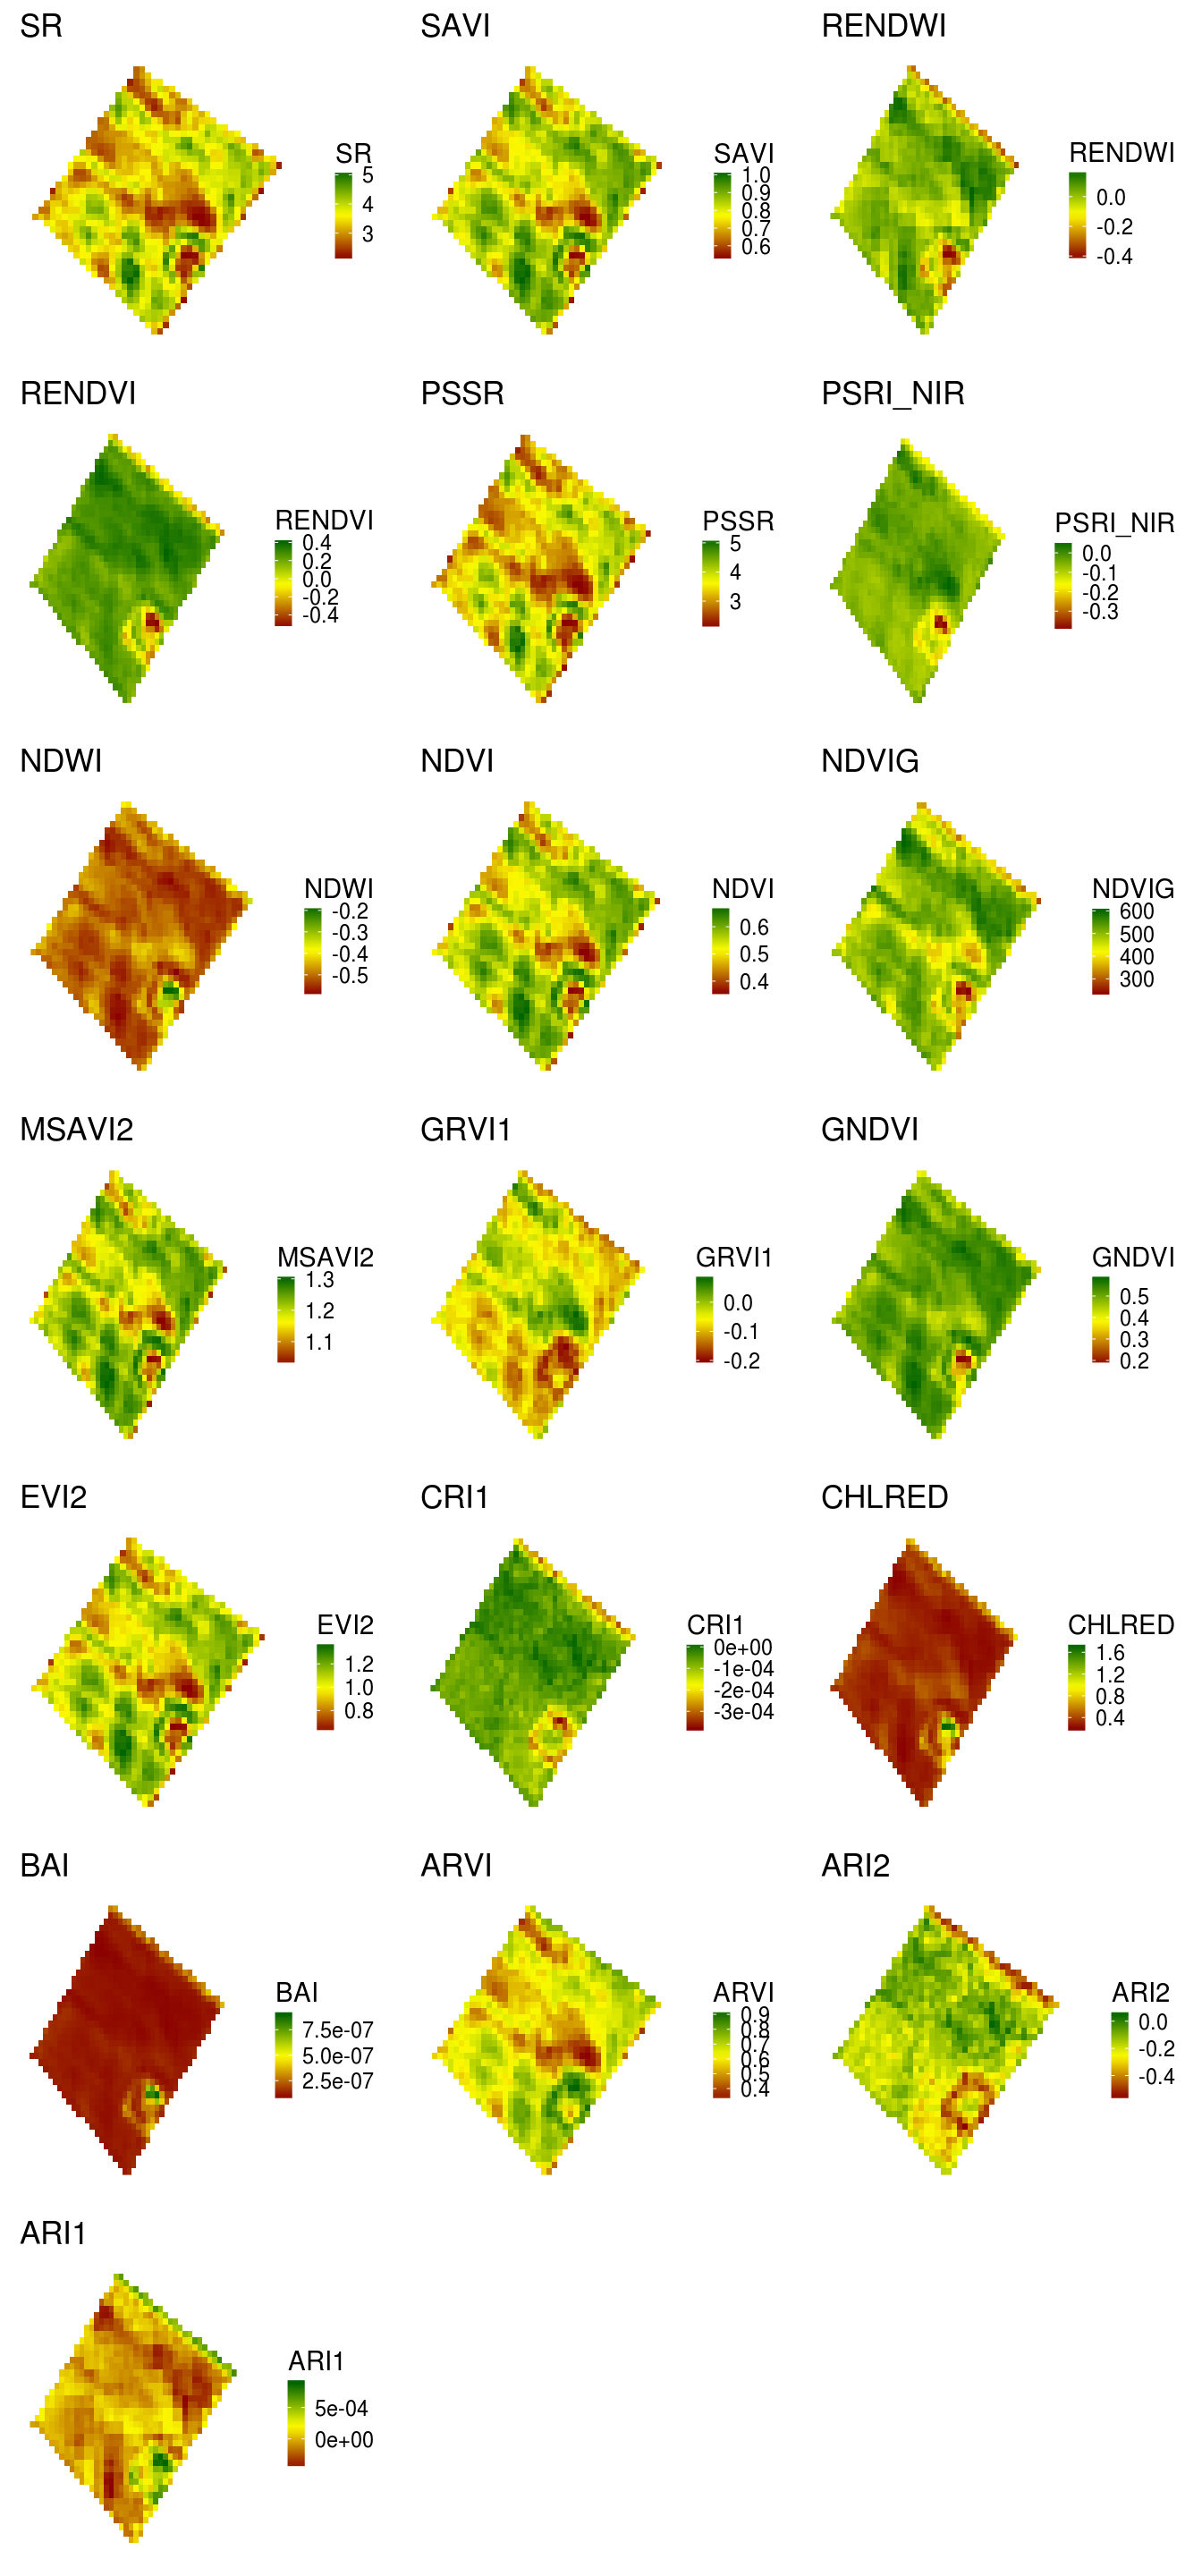 SR
SAVI
RENDWI
SR
5
4
3
SAVI
1.0
0.9
0.8
0.7
0.6
RENDWI
0.0
-0.2
-0.4
RENDVI
PSSR
PSRI_NIR
RENDVI
0.4
0.2
0.0
-0.2
-0.4
PSSR
5
4
3
PSRI_NIR
0.0
-0.1
-0.2
-0.3
NDWI
NDVI
NDVIG
NDWI
-0.2
-0.3
-0.4
-0.5
NDVI
0.6
0.5
0.4
NDVIG
600
500
400
300
MSAVI2
GRVI1
GNDVI
MSAVI2
1.3
1.2
1.1
GRVI1
0.0
-0.1
-0.2
GNDVI
0.5
0.4
0.3
0.2
EVI2
CRI1
CHLRED
EVI2
1.2
1.0
0.8
CRI1
0e+00
-1e-04
-2e-04
-3e-04
CHLRED
1.6
1.2
0.8
0.4
BAI
ARVI
ARI2
BAI
7.5e-07
5.0e-07
2.5e-07
ARVI
0.9
0.8
0.7
0.6
0.5
0.4
ARI2
0.0
-0.2
-0.4
ARI1
ARI1
5e-04
0e+00